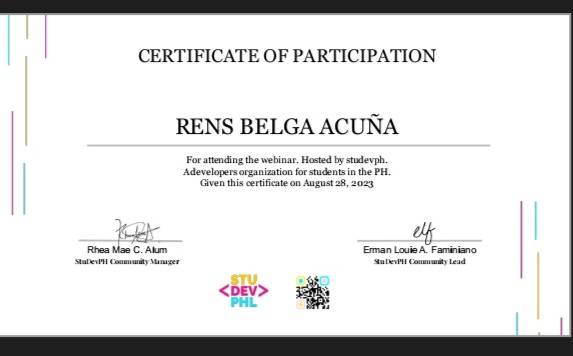 CERTIFICATE OF PARTICIPATION
RENS BELGA ACUÑA
For attending the webinar. Hosted by studevph.
Adevelopers organization for students in the PH.
Given this certificate on August 28, 2023
elf
Rhea Mae C. Alum
Erman Louie A. Faminiano
StuDevPH Community Manager
StuDevPH Community Lead
STU
<DEV>
PHL